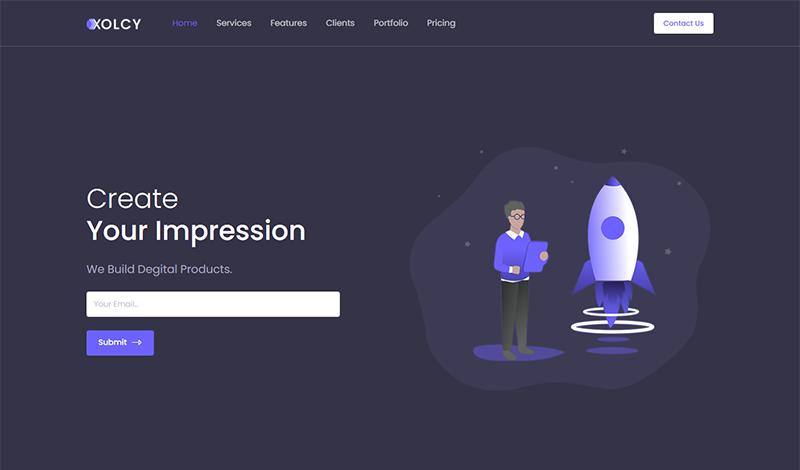 XOLCY
Home Services Features Clients Portfolio Pricing
Contact Us
Create
Your Impression
We Build Degital Products.
Your Email..
Submit